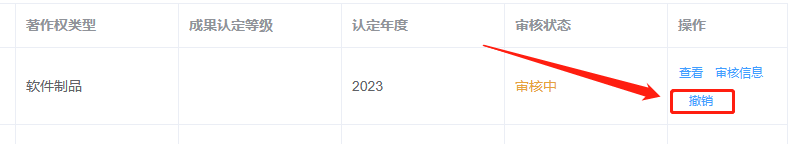 著作权类型 成果认定等级 认定年度 审核状态 操作
软件制品 2023 审核中 查看 审核信息
撤销